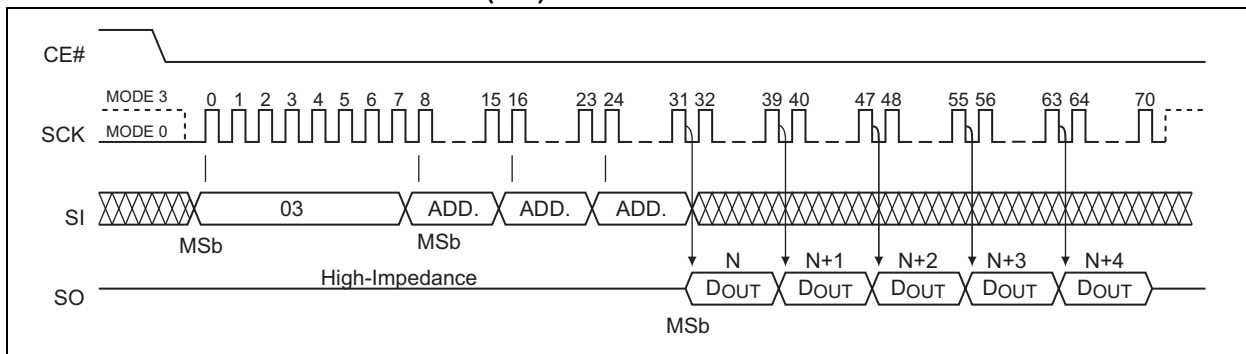 CE#
MODE 3 0 1 2 3 4 5 6 7 8 15 16 23 24 31 32 39 40 47 48 55 56 63 64 70
SCK MODE 0
SI 03 ADD. ADD. ADD.
MSb MSb
N N+1 N+2 N+3 N+4
High-Impedance
SO DOUT DOUT DOUT DOUT DOUT
MSb